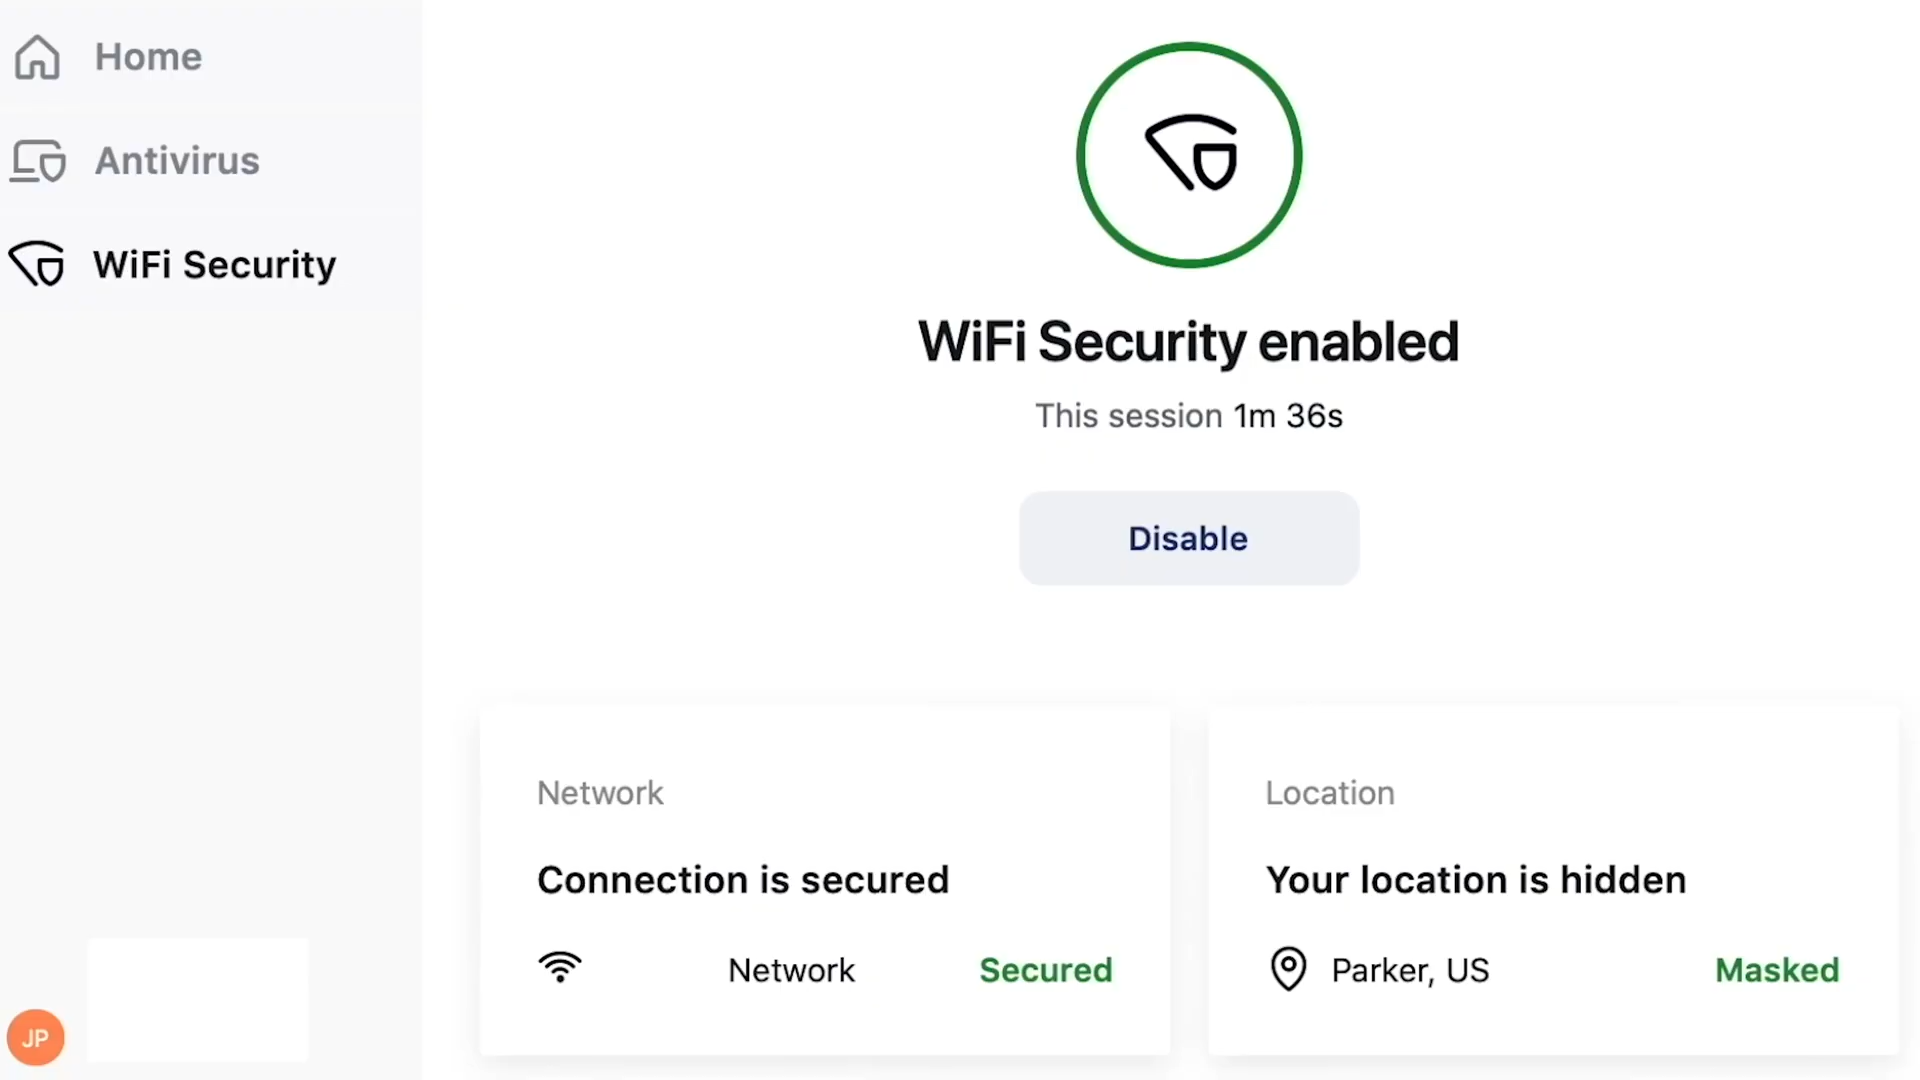 Home
Antivirus
WiFi Security
JP
WiFi Security enabled
This session 1m 36s
Disable
Network
Connection is secured
Network Secured
Location
Your location is hidden
Parker, US Masked